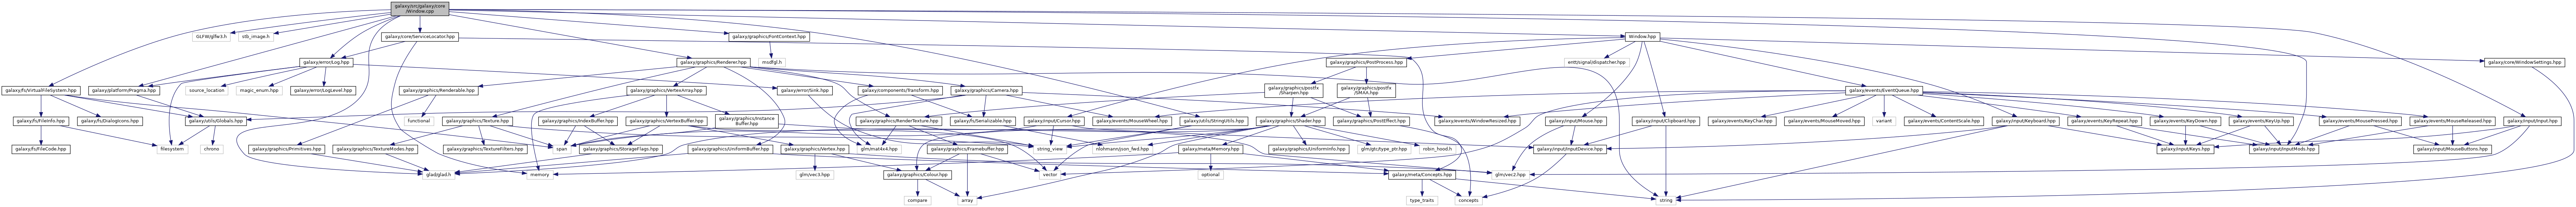 galaxy/src/galaxy/core
/Window.cpp
GLFW/glfw3.h
stb_image.h
galaxy/core/ServiceLocator.hpp
galaxy/graphics/FontContext.hpp
Window.hpp
galaxy/error/Log.hpp
galaxy/graphics/Renderer.hpp
msdfgl.h
entt/signal/dispatcher.hpp
galaxy/graphics/PostProcess.hpp
galaxy/core/WindowSettings.hpp
galaxy/fs/VirtualFileSystem.hpp
galaxy/platform/Pragma.hpp
source_location
magic_enum.hpp
galaxy/error/LogLevel.hpp
galaxy/graphics/Renderable.hpp
galaxy/graphics/VertexArray.hpp
galaxy/error/Sink.hpp
galaxy/components/Transform.hpp
galaxy/graphics/Camera.hpp
galaxy/graphics/postfx
/Sharpen.hpp
galaxy/graphics/postfx
/SMAA.hpp
galaxy/events/EventQueue.hpp
galaxy/fs/FileInfo.hpp
galaxy/fs/DialogIcons.hpp
galaxy/utils/Globals.hpp
functional
galaxy/graphics/Texture.hpp
galaxy/graphics/IndexBuffer.hpp
galaxy/graphics/VertexBuffer.hpp
galaxy/graphics/Instance
Buffer.hpp
galaxy/graphics/RenderTexture.hpp
galaxy/fs/Serializable.hpp
galaxy/input/Cursor.hpp
galaxy/events/MouseWheel.hpp
galaxy/utils/StringUtils.hpp
galaxy/graphics/Shader.hpp
galaxy/graphics/PostEffect.hpp
galaxy/events/WindowResized.hpp
galaxy/input/Mouse.hpp
galaxy/input/Clipboard.hpp
galaxy/events/KeyChar.hpp
galaxy/events/MouseMoved.hpp
variant
galaxy/events/ContentScale.hpp
galaxy/input/Keyboard.hpp
galaxy/events/KeyRepeat.hpp
galaxy/events/KeyDown.hpp
galaxy/events/KeyUp.hpp
galaxy/events/MousePressed.hpp
galaxy/events/MouseReleased.hpp
galaxy/input/Input.hpp
galaxy/fs/FileCode.hpp
filesystem
chrono
galaxy/graphics/Primitives.hpp
galaxy/graphics/TextureModes.hpp
galaxy/graphics/TextureFilters.hpp
span
galaxy/graphics/StorageFlags.hpp
galaxy/graphics/UniformBuffer.hpp
galaxy/graphics/Vertex.hpp
glm/mat4x4.hpp
galaxy/graphics/Framebuffer.hpp
string_view
nlohmann/json_fwd.hpp
galaxy/meta/Memory.hpp
galaxy/graphics/UniformInfo.hpp
glm/gtc/type_ptr.hpp
robin_hood.h
galaxy/input/InputDevice.hpp
galaxy/input/Keys.hpp
galaxy/input/InputMods.hpp
galaxy/input/MouseButtons.hpp
glad/glad.h
memory
glm/vec3.hpp
galaxy/graphics/Colour.hpp
vector
optional
galaxy/meta/Concepts.hpp
glm/vec2.hpp
compare
array
type_traits
concepts
string